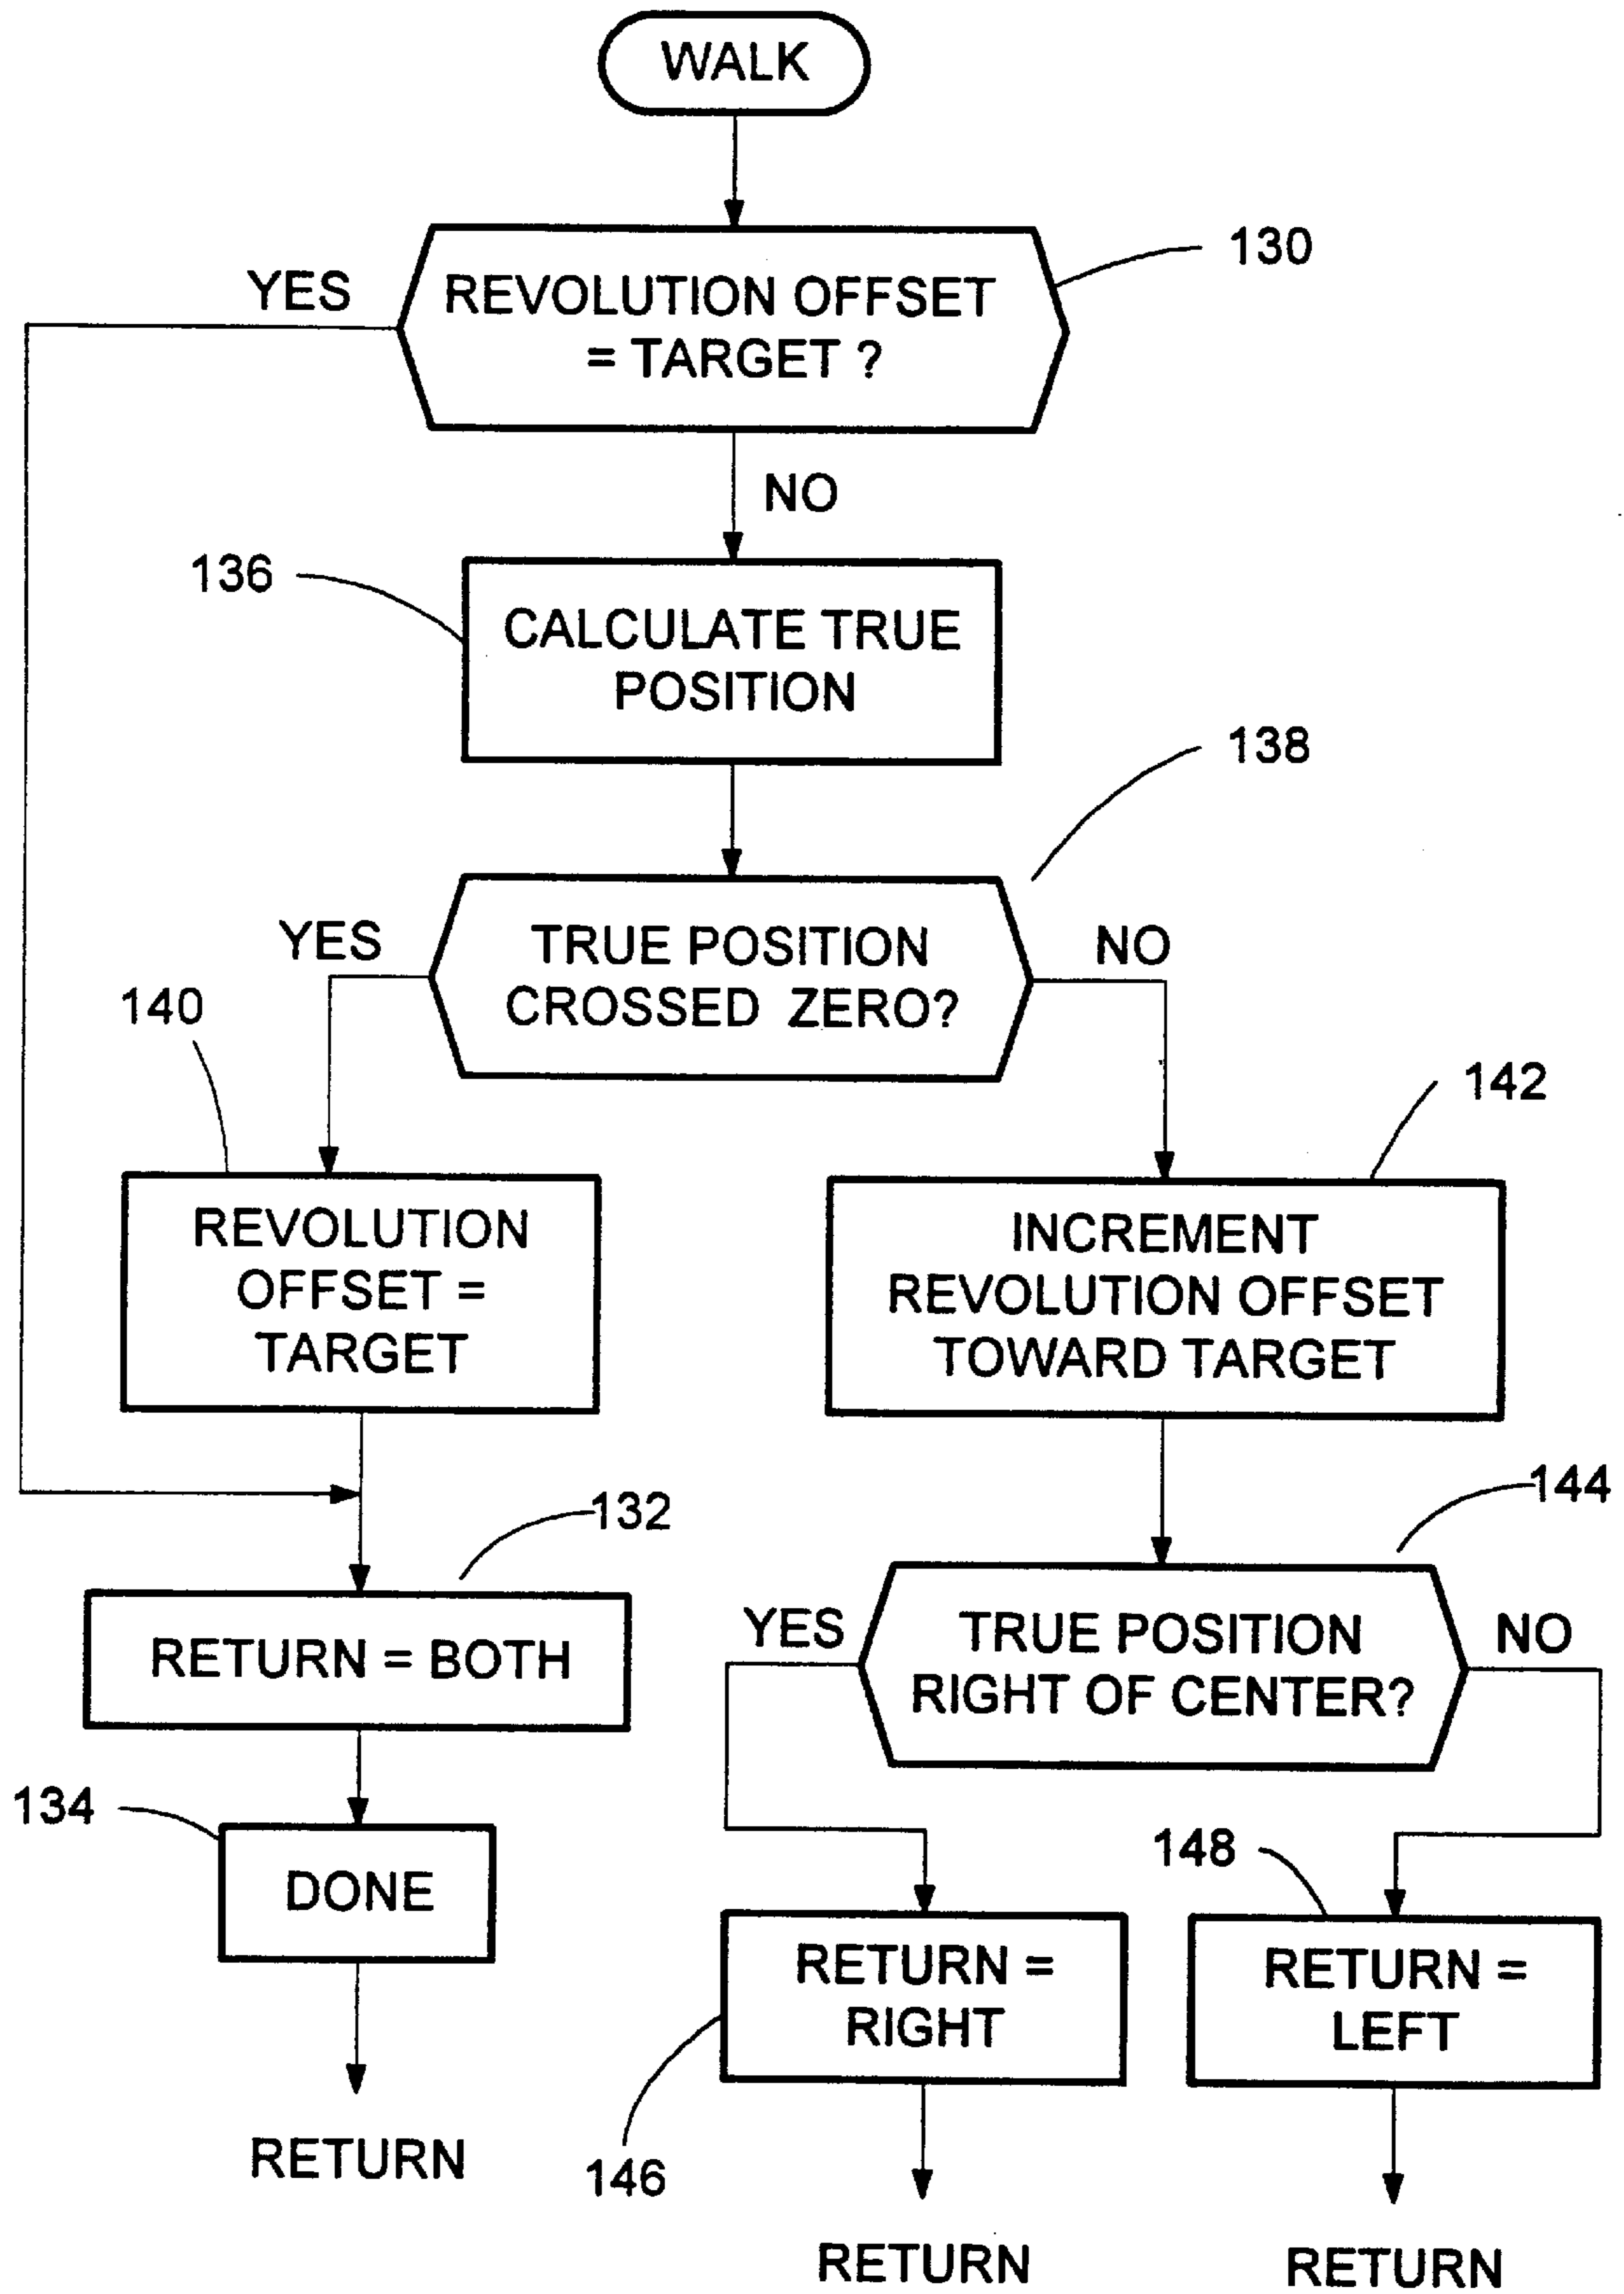 WALK
130
YES
REVOLUTION OFFSET
= TARGET ?
NO
136
CALCULATE TRUE
POSITION
138
YES
TRUE POSITION
CROSSED ZERO?
NO
140
142
REVOLUTION
OFFSET =
TARGET
INCREMENT
REVOLUTION OFFSET
TOWARD TARGET
132
144
RETURN = BOTH
YES
TRUE POSITION
RIGHT OF CENTER?
NO
134
DONE
148
RETURN =
RIGHT
RETURN =
LEFT
RETURN
146
RETURN
RETURN